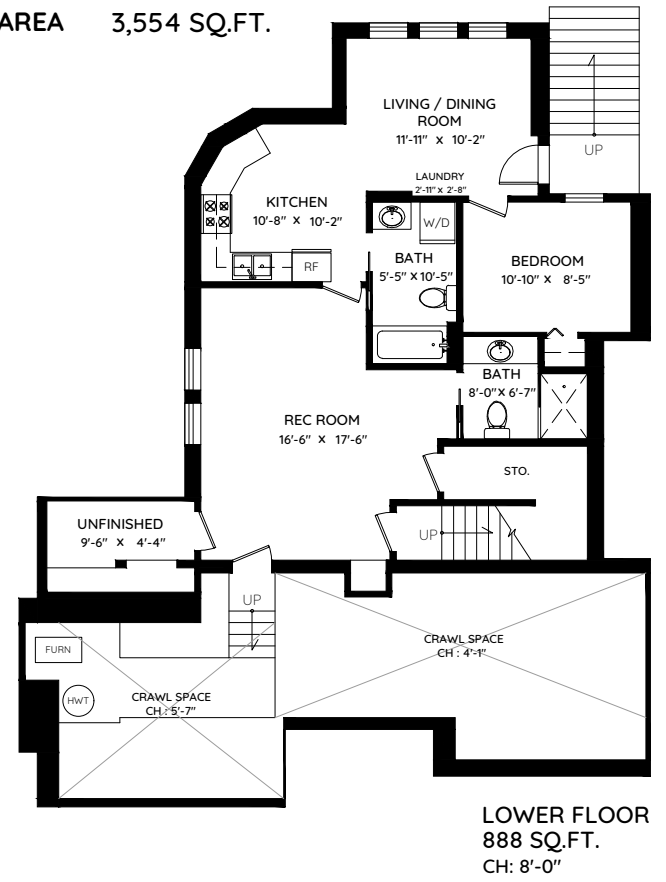 AREA 3,554 SQ.FT.
LIVING / DINING
ROOM
11'-11" x 10'-2"
UP
LAUNDRY
2'-11" x 2'-8"
KITCHEN
10'-8" x 10'-2"
W/D
BATH
5'-5" x 10'-5"
BEDROOM
10'-10" x 8'-5"
RF
BATH
8'-0" x 6'-7"
REC ROOM
16'-6" x 17'-6"
STO.
UNFINISHED
9'-6" x 4'-4"
UP
UP
FURN
CRAWL SPACE
CH : 4'-1"
HWT
CRAWL SPACE
CH : 5'-7"
LOWER FLOOR
888 SQ.FT.
CH: 8'-0"